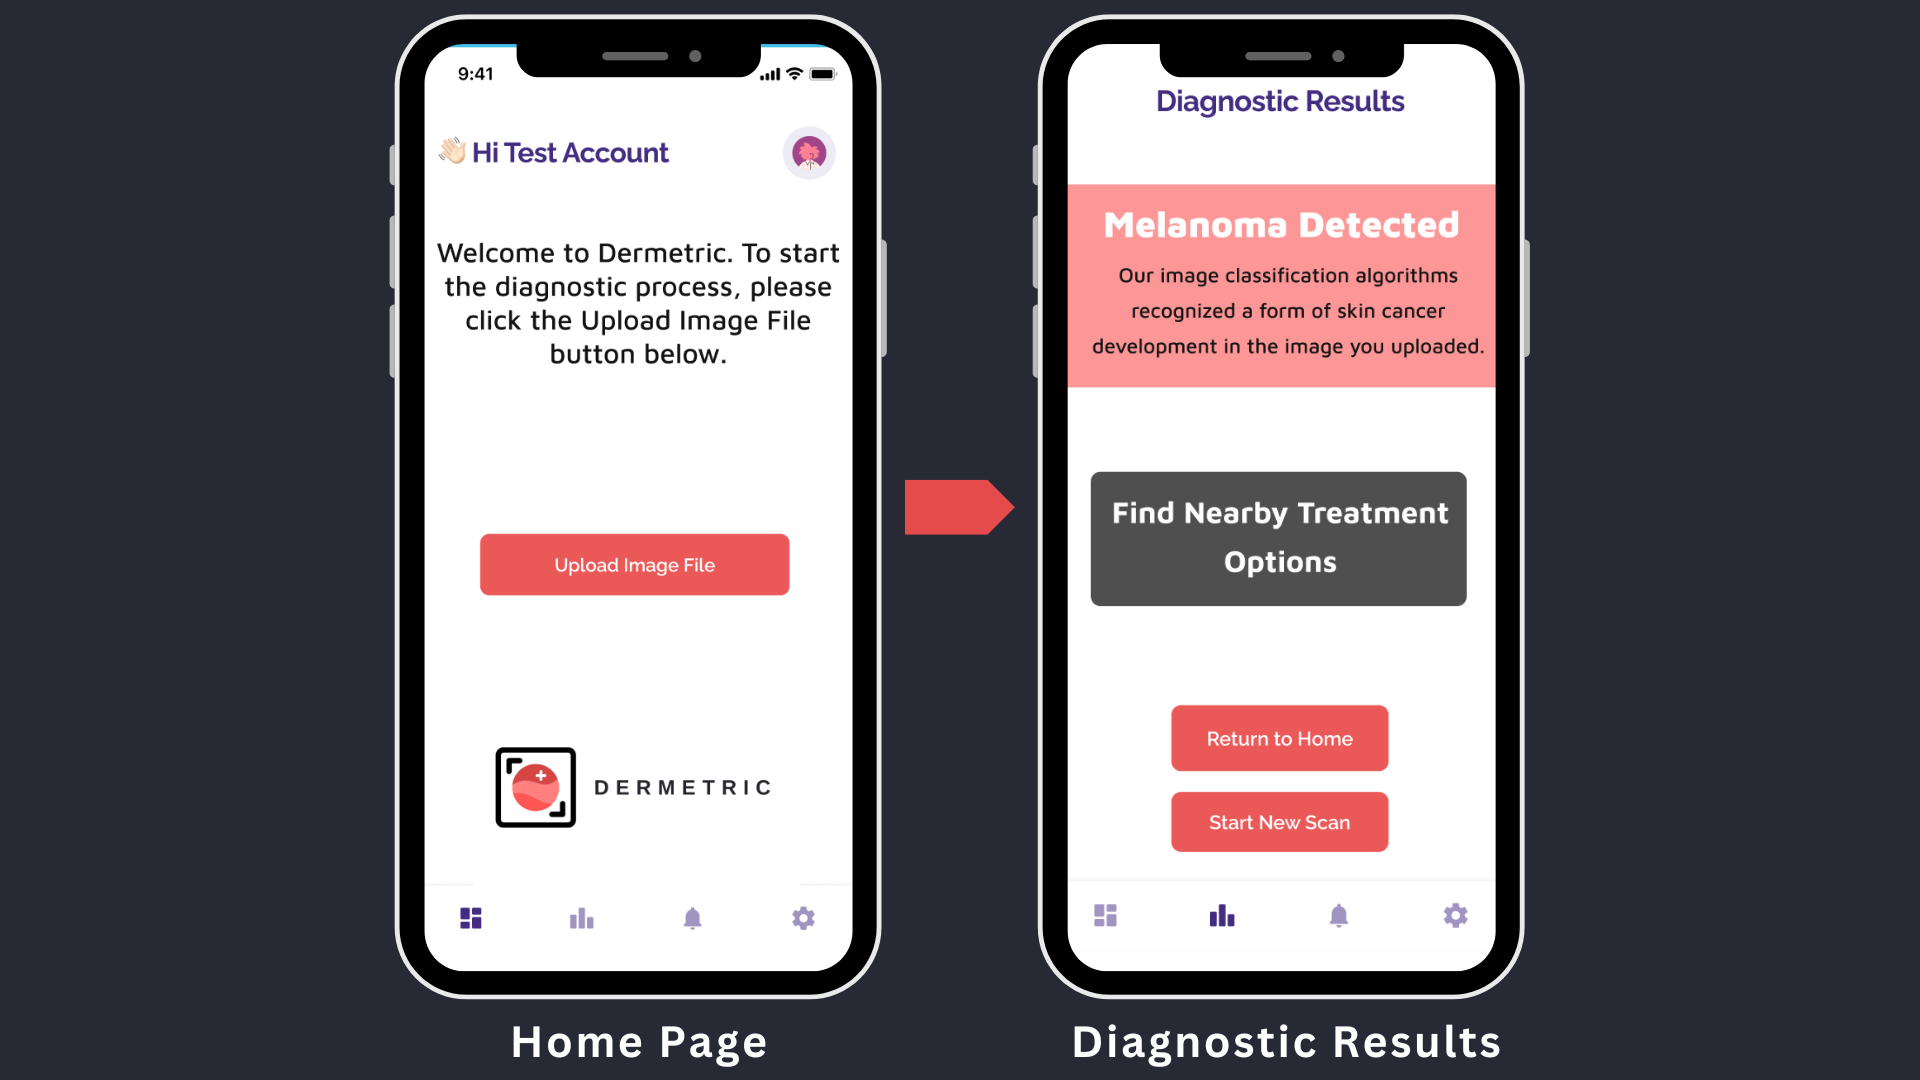 9:41
Hi Test Account
Welcome to Dermetric. To start
the diagnostic process, please
click the Upload Image File
button below.
Upload Image File
DERMETRIC
Home Page
Diagnostic Results
Melanoma Detected
Our image classification algorithms
recognized a form of skin cancer
development in the image you uploaded.
Find Nearby Treatment
Options
Return to Home
Start New Scan
Diagnostic Results